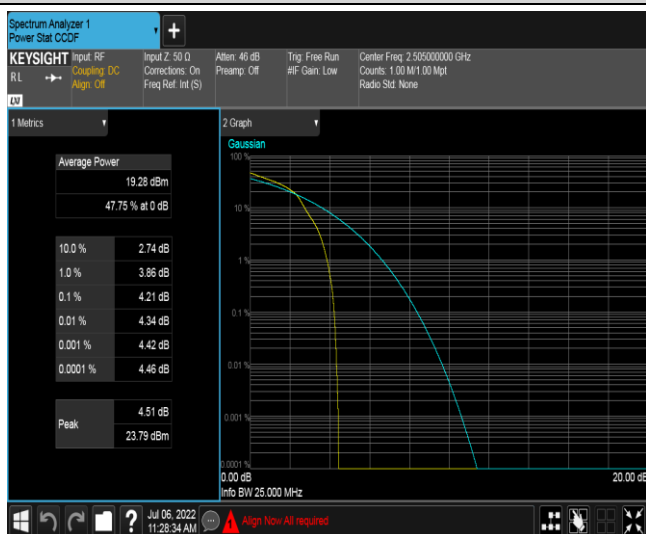 Spectrum Analyzer 1
Power Stat CCDF
+
KEYSIGHT
RL
LXI
Input: RF
Coupling: DC
Align: Off
Input Z: 50 Ω
Corrections: On
Freq Ref: Int (S)
Atten: 46 dB
Preamp: Off
Trig: Free Run
#IF Gain: Low
Center Freq: 2.505000000 GHz
Counts: 1.00 M/1.00 Mpt
Radio Std: None
1 Metrics
Average Power
19.28 dBm
47.75 % at 0 dB
10.0 % 2.74 dB
1.0 % 3.86 dB
0.1 % 4.21 dB
0.01 % 4.34 dB
0.001 % 4.42 dB
0.0001 % 4.46 dB
Peak
4.51 dB
23.79 dBm
2 Graph
Gaussian
100 %
10 %
1 %
0.1 %
0.01 %
0.001 %
0.0001 %
0.00 dB
20.00 dB
Info BW 25.000 MHz
?
Jul 06, 2022
11:28:34 AM
Align Now All required